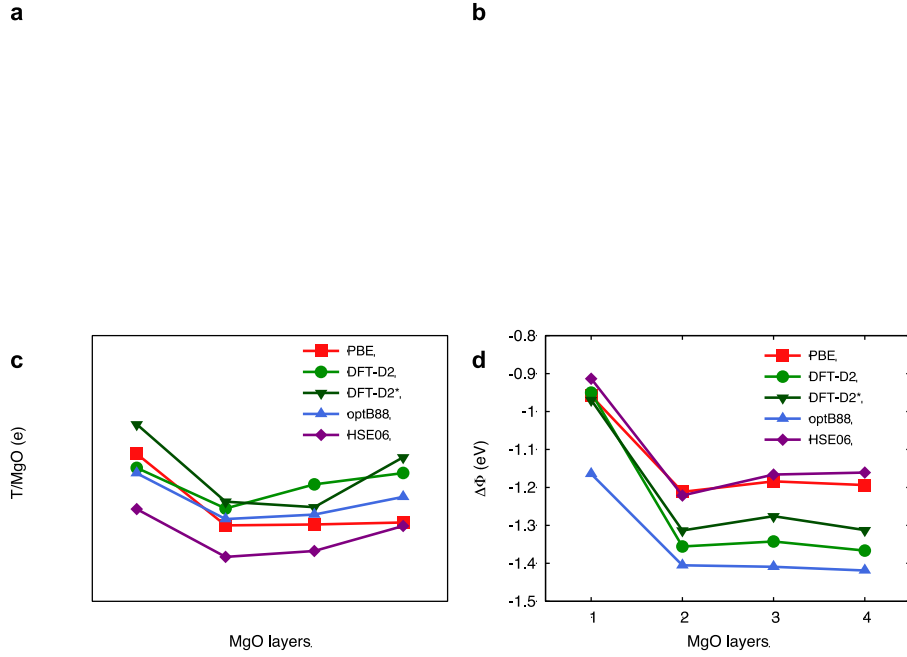 a
b
c
PBE,
DFT-D2,
DFT-D2*,
optB88,
HSE06,
T/MgO (e)
MgO layers.
d
-0.8
-0.9
-1
-1.1
-1.2
-1.3
-1.4
-1.5
ΔΦ (eV)
PBE,
DFT-D2,
DFT-D2*,
optB88,
HSE06,
1 2 3 4
MgO layers